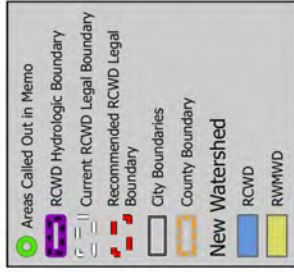 Areas Called Out in Memo
RCWD Hydrologic Boundary
Current RCWD Legal Boundary
Recommended RCWD Legal
Boundary
City Boundaries
County Boundary
New Watershed
RCWD
RWMWD